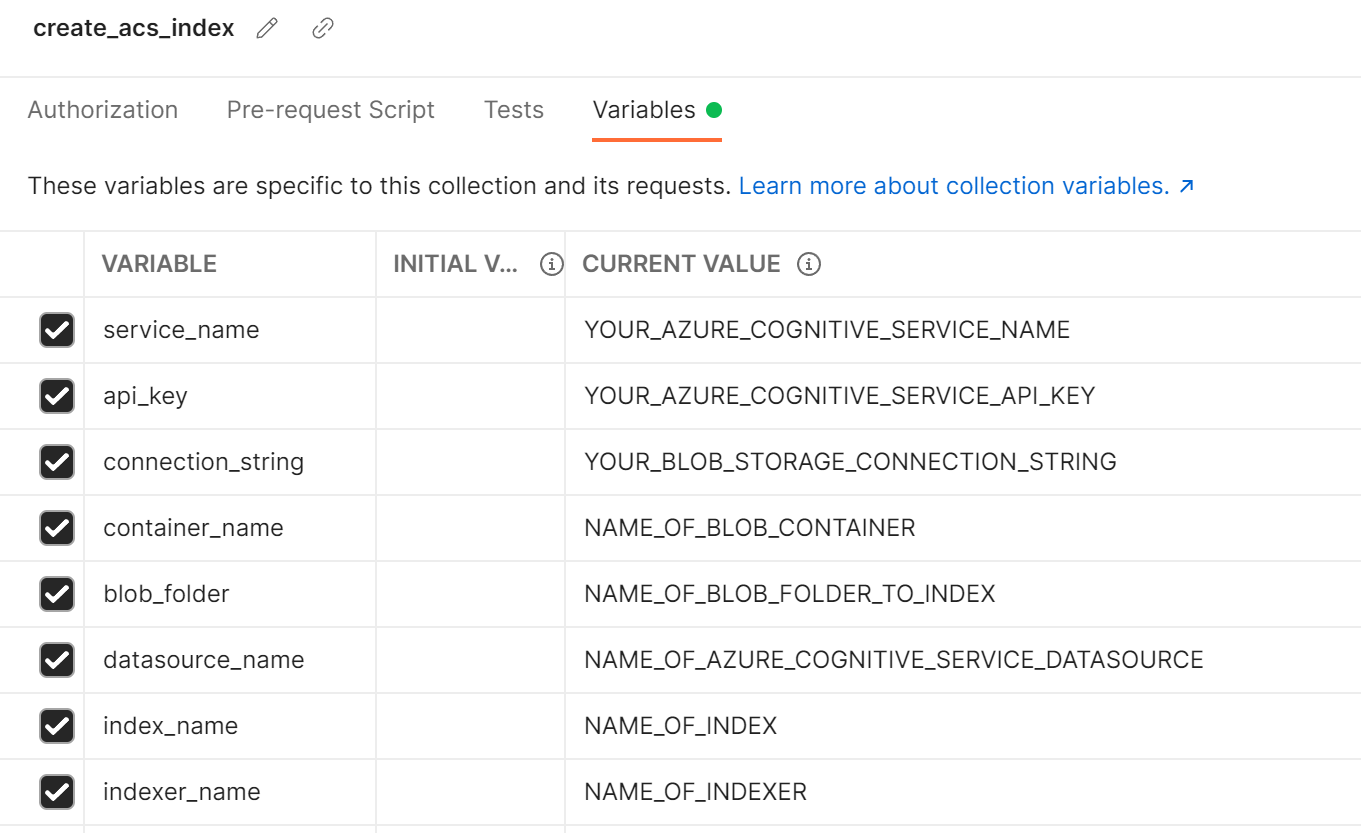 create_acs_index
Authorization Pre-request Script Tests Variables
These variables are specific to this collection and its requests. Learn more about collection variables. ↗
VARIABLE INITIAL V... CURRENT VALUE
service_name YOUR_AZURE_COGNITIVE_SERVICE_NAME
api_key YOUR_AZURE_COGNITIVE_SERVICE_API_KEY
connection_string YOUR_BLOB_STORAGE_CONNECTION_STRING
container_name NAME_OF_BLOB_CONTAINER
blob_folder NAME_OF_BLOB_FOLDER_TO_INDEX
datasource_name NAME_OF_AZURE_COGNITIVE_SERVICE_DATASOURCE
index_name NAME_OF_INDEX
indexer_name NAME_OF_INDEXER